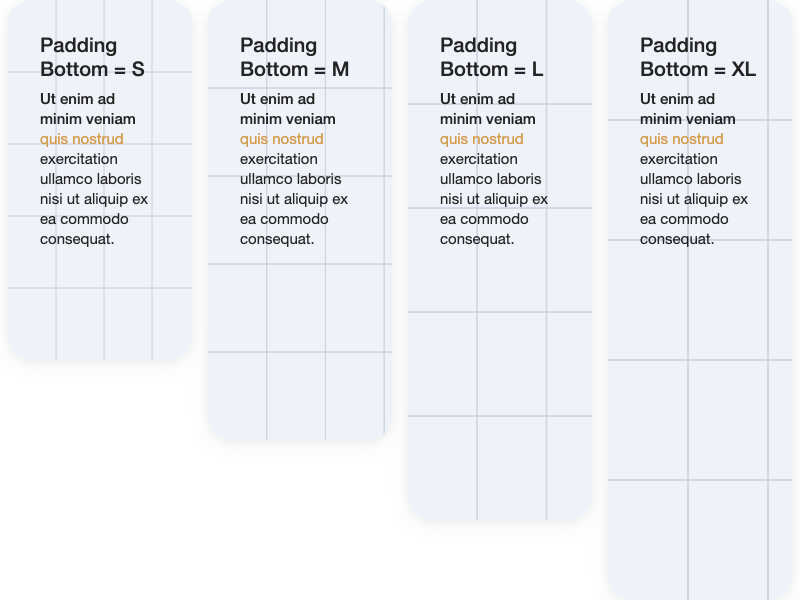 Padding
Bottom = S
Ut enim ad
minim veniam
quis nostrud
exercitation
ullamco laboris
nisi ut aliquip ex
ea commodo
consequat.
Padding
Bottom = M
Ut enim ad
minim veniam
quis nostrud
exercitation
ullamco laboris
nisi ut aliquip ex
ea commodo
consequat.
Padding
Bottom = L
Ut enim ad
minim veniam
quis nostrud
exercitation
ullamco laboris
nisi ut aliquip ex
ea commodo
consequat.
Padding
Bottom = XL
Ut enim ad
minim veniam
quis nostrud
exercitation
ullamco laboris
nisi ut aliquip ex
ea commodo
consequat.